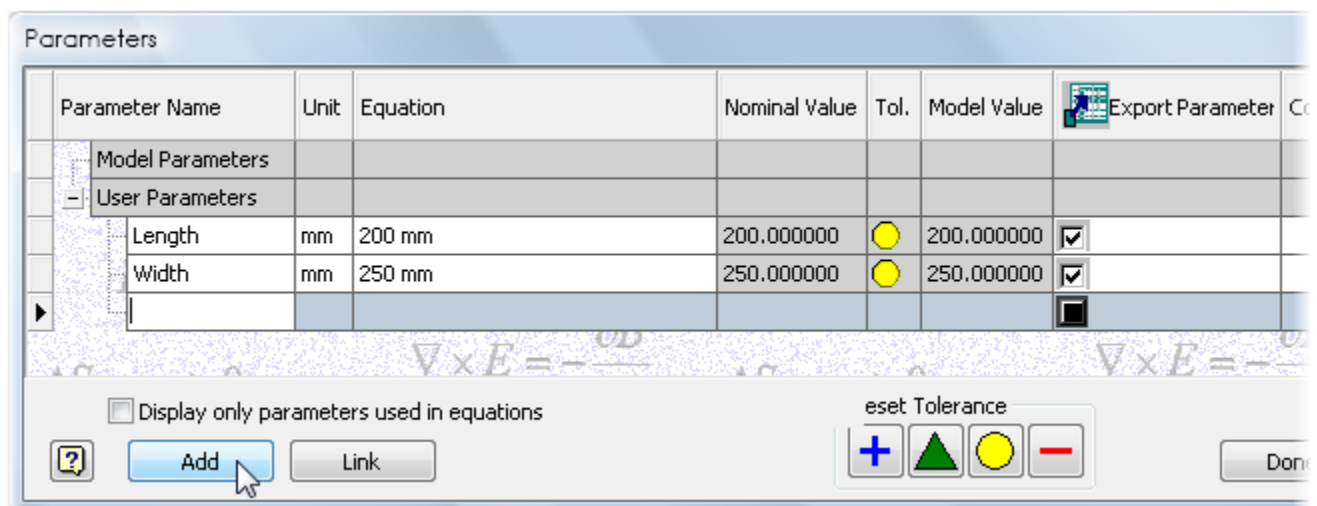 Parameters
Parameter Name Unit Equation Nominal Value Tol. Model Value Export Parameter
Model Parameters
User Parameters
Length mm 200 mm 200.000000 200.000000
Width mm 250 mm 250.000000 250.000000
∇ × E = − ∇ × E = −
Display only parameters used in equations eset Tolerance
Add Link Done